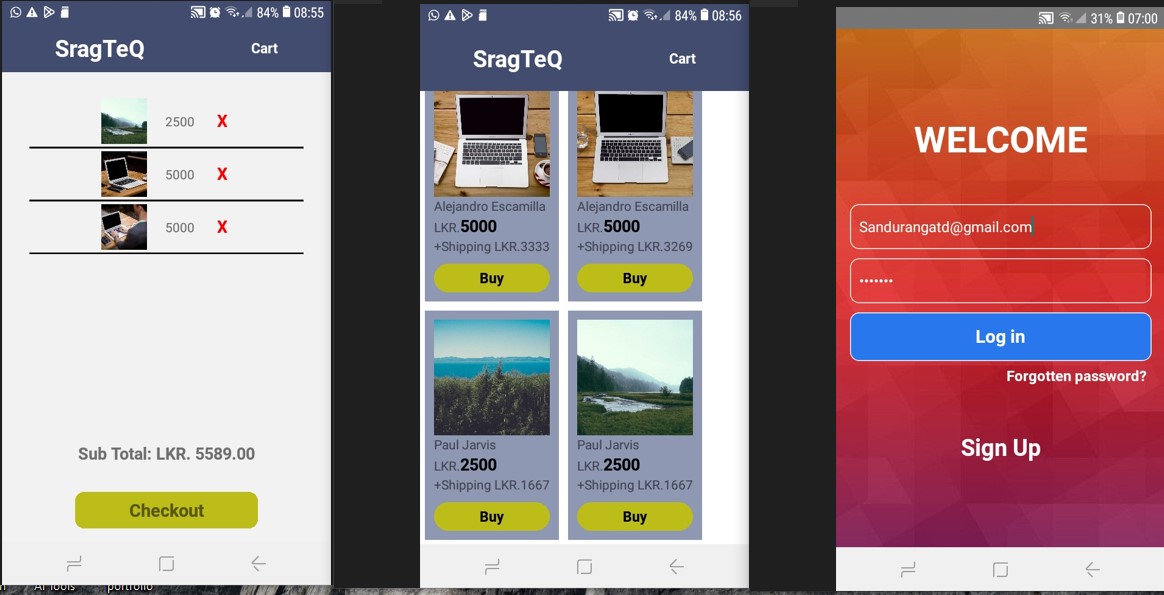 84% 08:55
SragTeQ Cart
2500 X
5000 X
5000 X
Sub Total: LKR. 5589.00
Checkout
AI Tools portfolio
84% 08:56
SragTeQ Cart
Alejandro Escamilla Alejandro Escamilla
LKR.5000 LKR.5000
+Shipping LKR.3333 +Shipping LKR.3269
Buy Buy
Paul Jarvis Paul Jarvis
LKR.2500 LKR.2500
+Shipping LKR.1667 +Shipping LKR.1667
Buy Buy
31% 07:00
WELCOME
Sandurangatd@gmail.com
•••••••
Log in
Forgotten password?
Sign Up